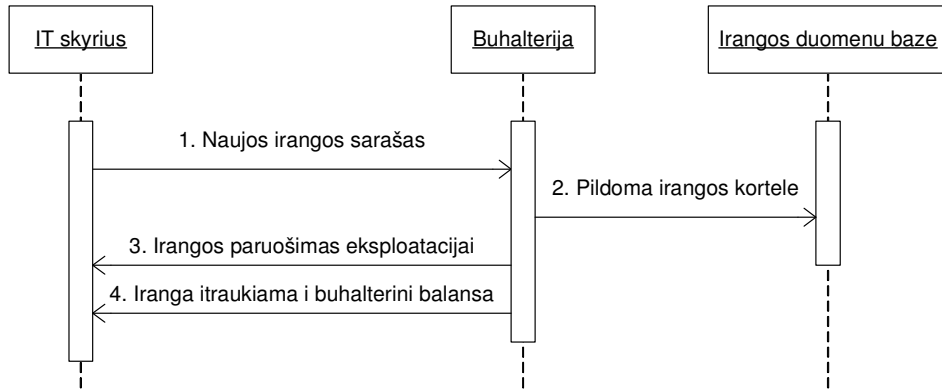 IT skyrius
Buhalterija
Irangos duomenu baze
1. Naujos irangos sarašas
2. Pildoma irangos kortele
3. Irangos paruošimas eksploatacijai
4. Iranga itraukiama i buhalterini balansa